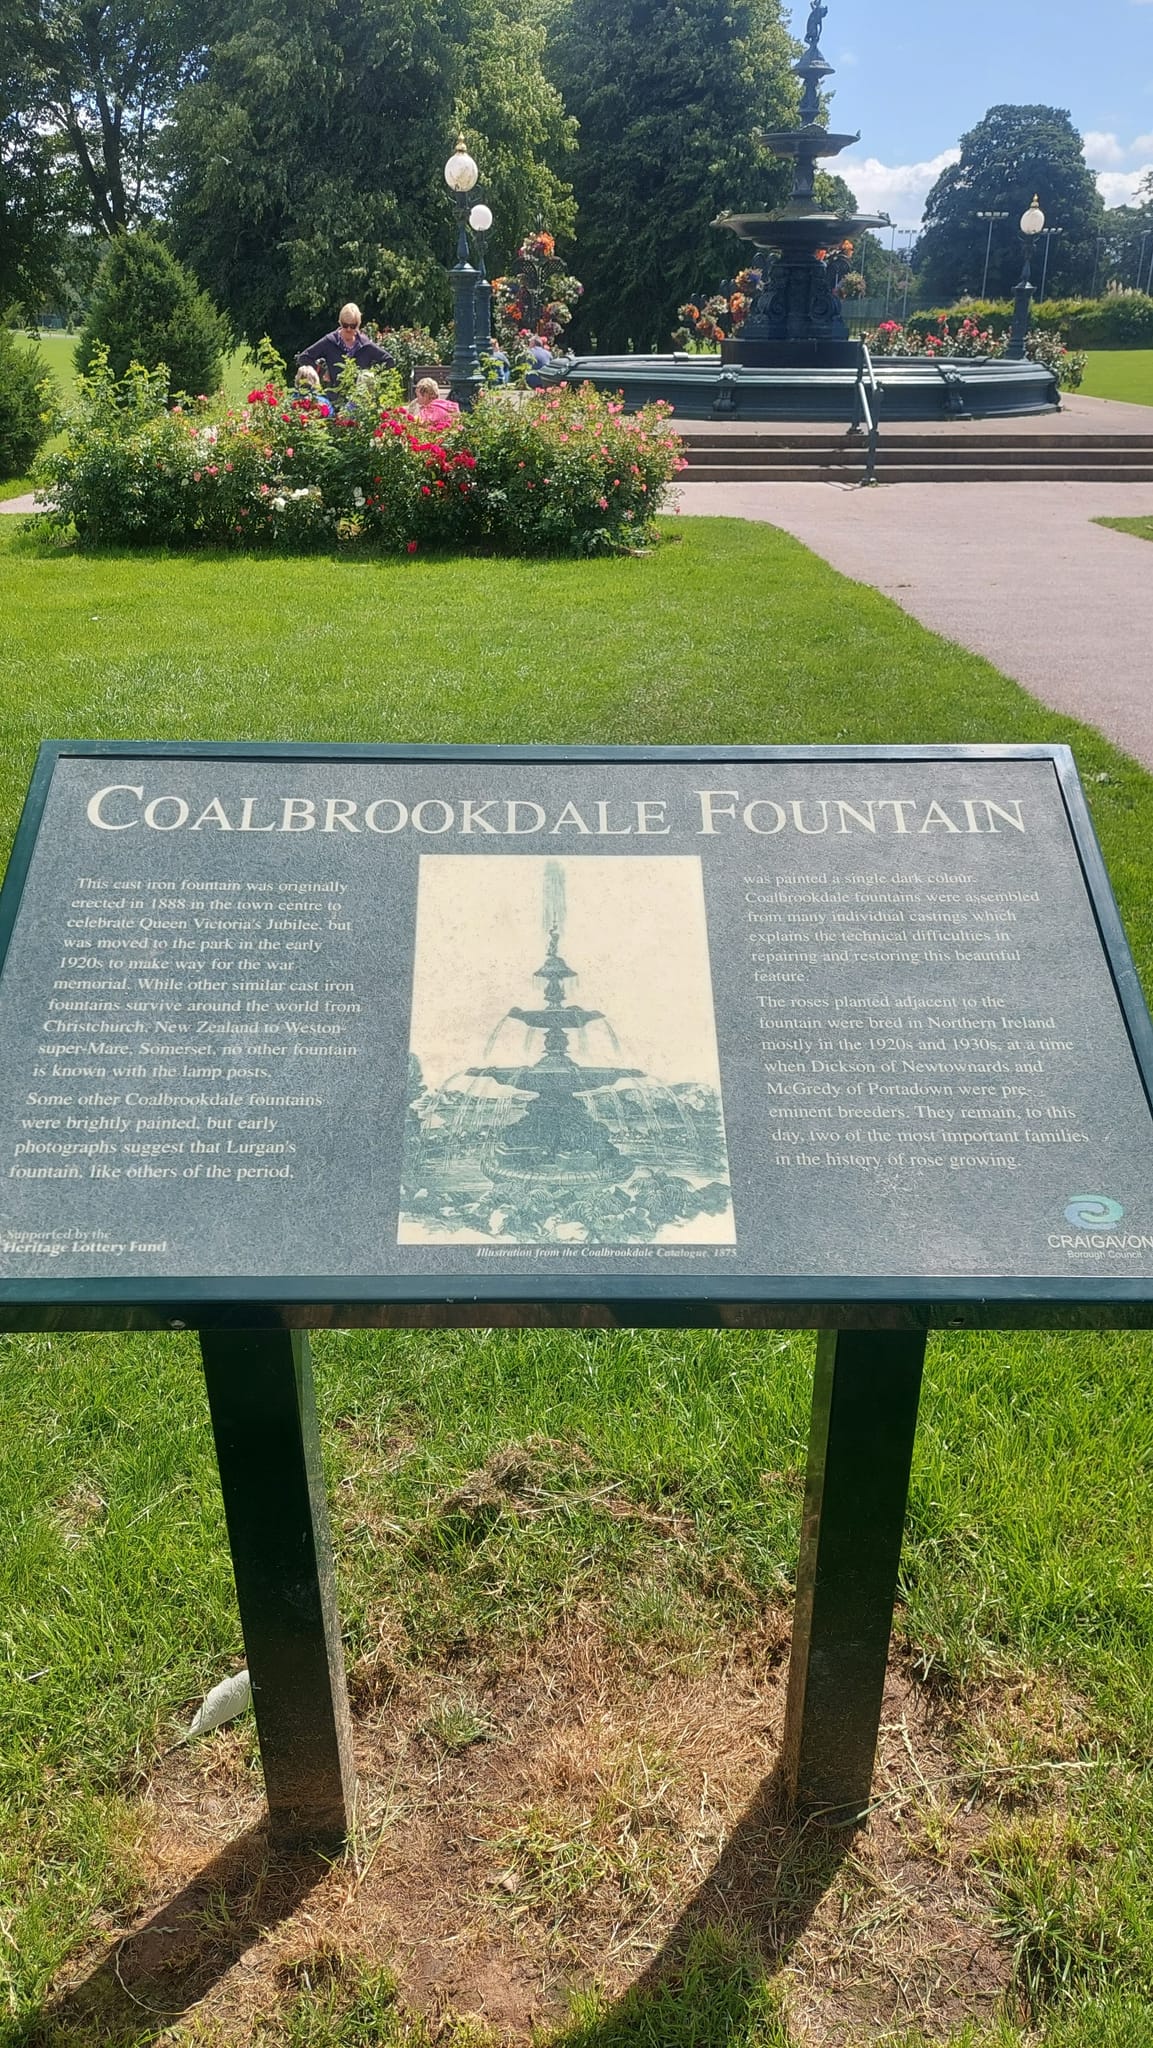 COALBROOKDALE FOUNTAIN
This cast iron fountain was originally
erected in 1888 in the town centre to
celebrate Queen Victoria's Jubilee, but
was moved to the park in the early
1920s to make way for the war
memorial. While other similar cast iron
fountains survive around the world from
Christchurch, New Zealand to Weston-
super-Mare, Somerset, no other fountain
is known with the lamp posts.
Some other Coalbrookdale fountains
were brightly painted, but early
photographs suggest that Lurgan's
fountain, like others of the period,
was painted a single dark colour.
Coalbrookdale fountains were assembled
from many individual castings which
explains the technical difficulties in
repairing and restoring this beautiful
feature.
The roses planted adjacent to the
fountain were bred in Northern Ireland
mostly in the 1920s and 1930s, at a time
when Dickson of Newtownards and
McGredy of Portadown were pre-
eminent breeders. They remain, to this
day, two of the most important families
in the history of rose growing.
Illustration from the Coalbrookdale Catalogue, 1875
Supported by the
Heritage Lottery Fund
CRAIGAVON
Borough Council